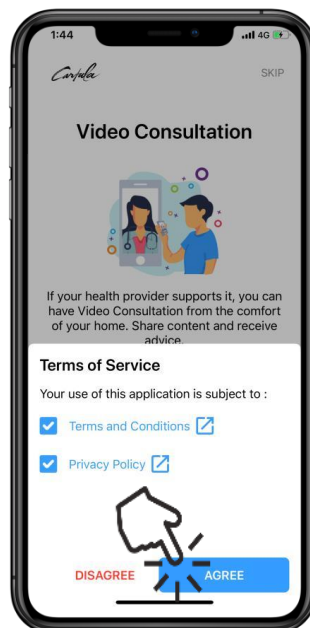 1:44
4G
SKIP
Video Consultation
If your health provider supports it, you can
have Video Consultation from the comfort
of your home. Share content and receive
advice.
Terms of Service
Your use of this application is subject to :
Terms and Conditions
Privacy Policy
DISAGREE
AGREE